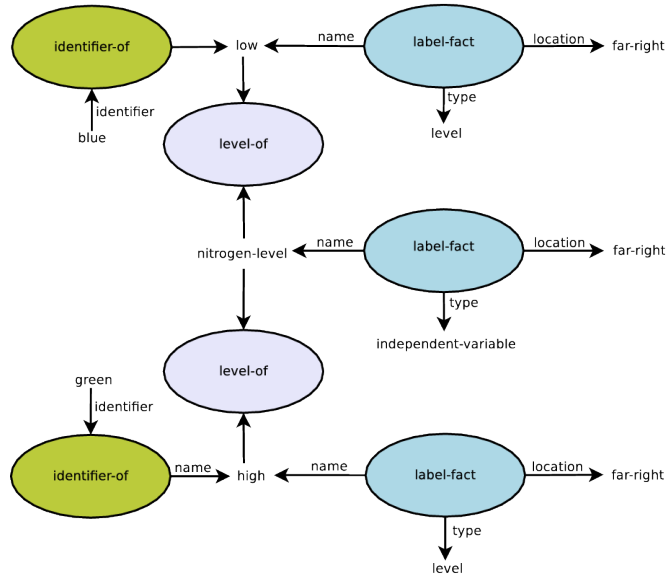 identifier-of
low
name
label-fact
location
far-right
identifier
blue
type
level
level-of
nitrogen-level
name
label-fact
location
far-right
type
independent-variable
level-of
green
identifier
identifier-of
name
high
name
label-fact
location
far-right
type
level